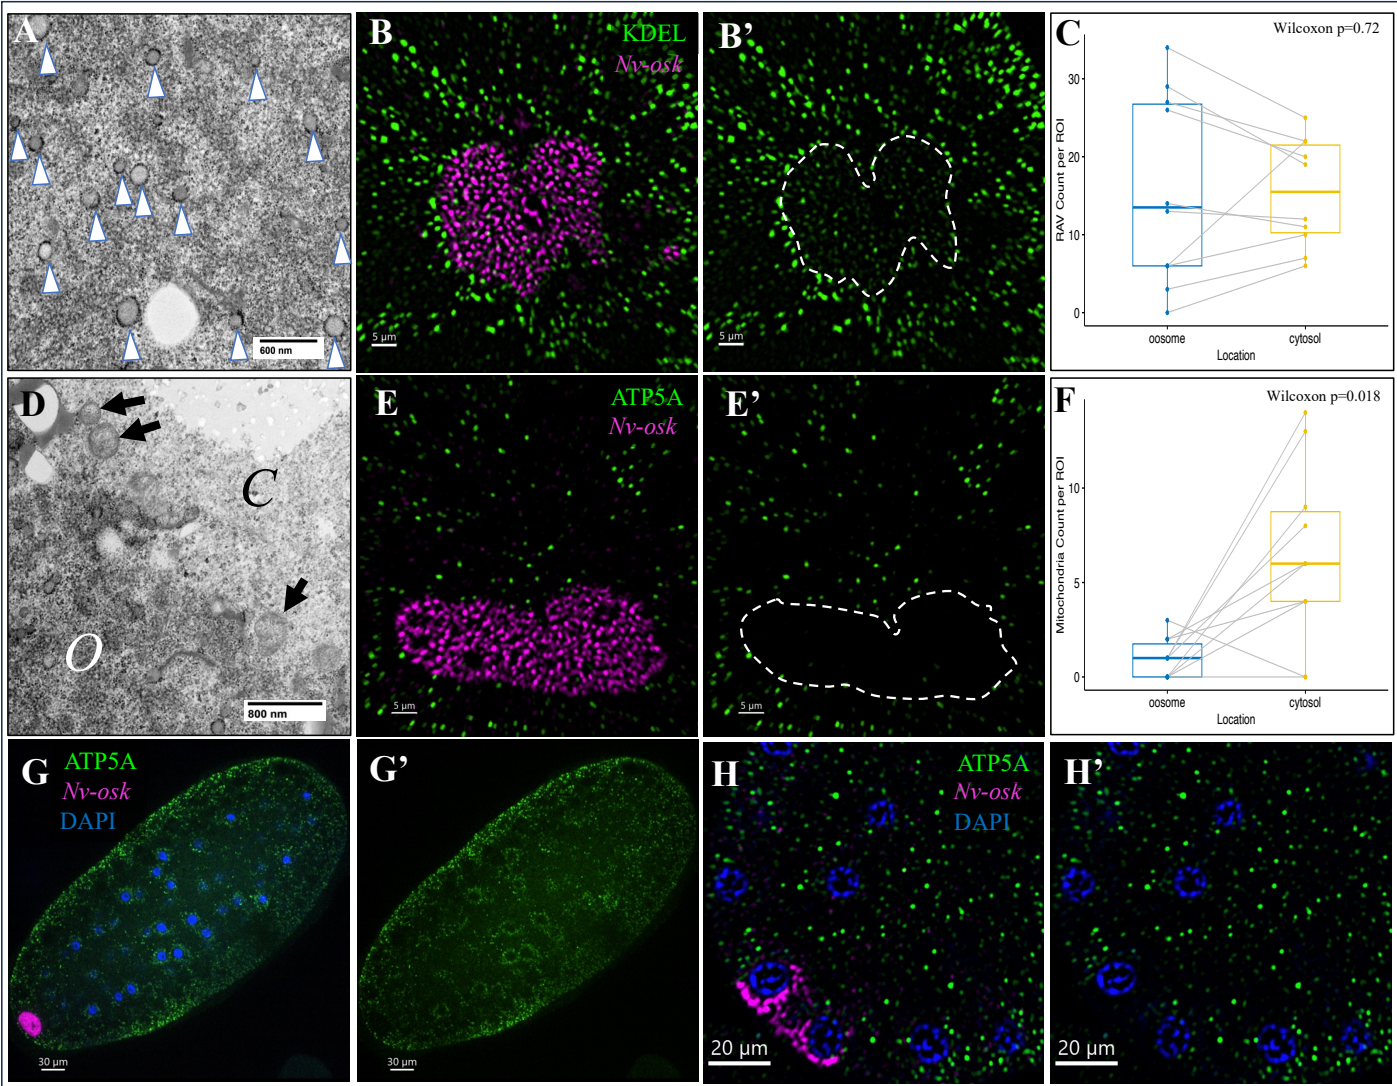 A
600 nm
B
KDEL
Nv-osk
5 µm
B’
5 µm
C
Wilcoxon p=0.72
RAV Count per ROI
30
20
10
0
oosome
cytosol
Location
D
C
O
800 nm
E
ATP5A
Nv-osk
5 µm
E’
5 µm
F
Wilcoxon p=0.018
Mitochondria Count per ROI
10
5
0
oosome
cytosol
Location
G
ATP5A
Nv-osk
DAPI
30 µm
G’
30 µm
H
ATP5A
Nv-osk
DAPI
20 µm
H’
20 µm